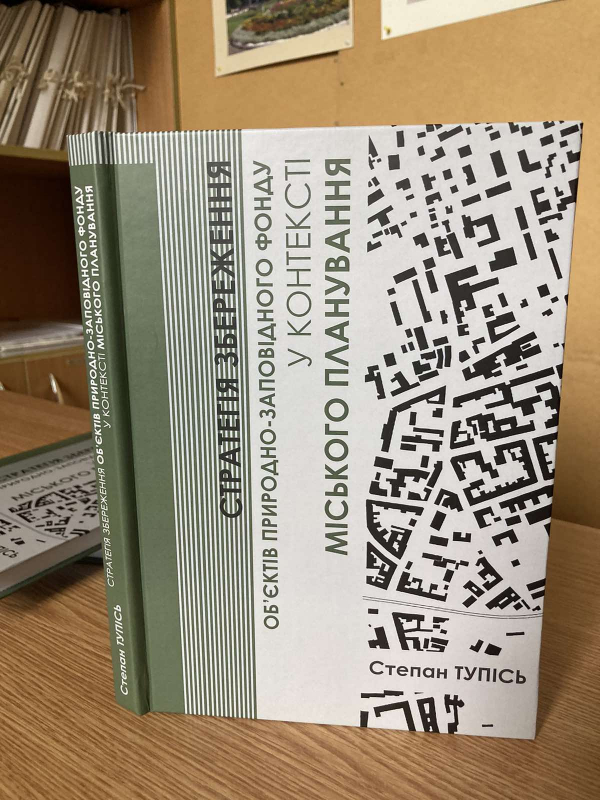 СТРАТЕГІЯ ЗБЕРЕЖЕННЯ
ОБ'ЄКТІВ ПРИРОДНО-ЗАПОВІДНОГО ФОНДУ
У КОНТЕКСТІ
МІСЬКОГО ПЛАНУВАННЯ
Степан ТУПІСЬ
Степан ТУПІСЬ
СТРАТЕГІЯ ЗБЕРЕЖЕННЯ ОБ'ЄКТІВ ПРИРОДНО-ЗАПОВІДНОГО ФОНДУ
У КОНТЕКСТІ МІСЬКОГО ПЛАНУВАННЯ